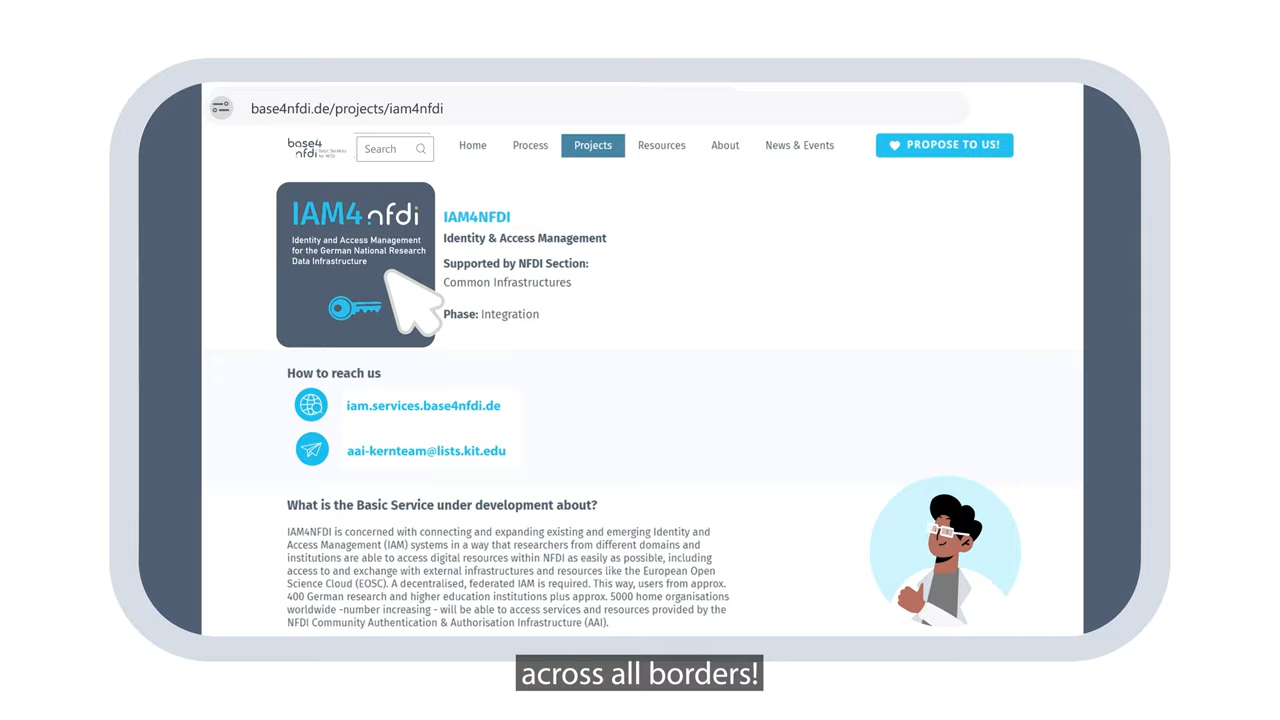 base4nfdi.de/projects/iam4nfdi
base4
nfdi
Basic Services
for NFDI
Search
Home
Process
Projects
Resources
About
News & Events
PROPOSE TO US!
IAM4.nfdi
Identity and Access Management
for the German National Research
Data Infrastructure
IAM4NFDI
Identity & Access Management
Supported by NFDI Section:
Common Infrastructures
Phase: Integration
How to reach us
iam.services.base4nfdi.de
aai-kernteam@lists.kit.edu
What is the Basic Service under development about?
IAM4NFDI is concerned with connecting and expanding existing and emerging Identity and
Access Management (IAM) systems in a way that researchers from different domains and
institutions are able to access digital resources within NFDI as easily as possible, including
access to and exchange with external infrastructures and resources like the European Open
Science Cloud (EOSC). A decentralised, federated IAM is required. This way, users from approx.
400 German research and higher education institutions plus approx. 5000 home organisations
worldwide -number increasing - will be able to access services and resources provided by the
NFDI Community Authentication & Authorisation Infrastructure (AAI).
across all borders!